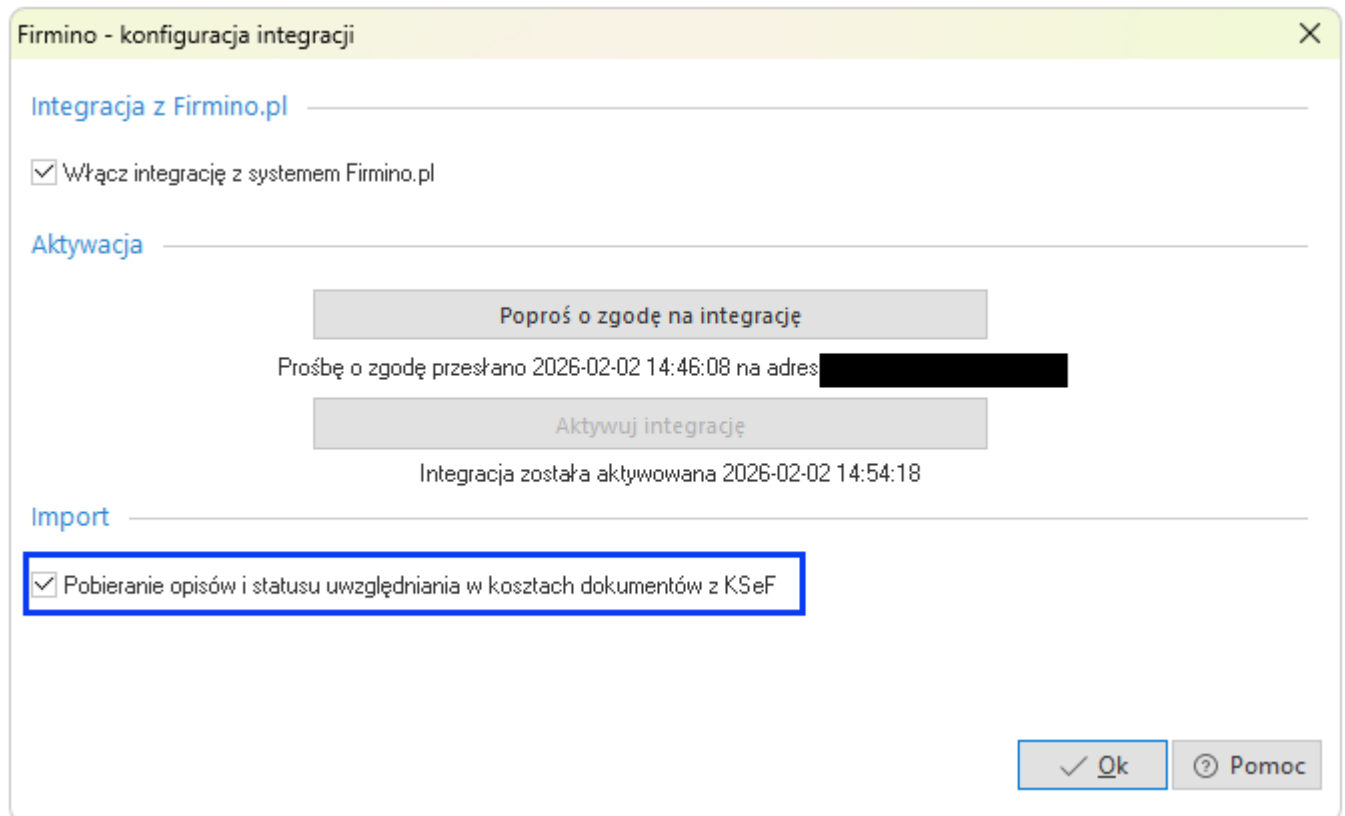 Firmino - konfiguracja integracji
Integracja z Firmino.pl
Włącz integrację z systemem Firmino.pl
Aktywacja
Poproś o zgodę na integrację
Prośbę o zgodę przesłano 2026-02-02 14:46:08 na adres
Aktywuj integrację
Integracja została aktywowana 2026-02-02 14:54:18
Import
Pobieranie opisów i statusu uwzględniania w kosztach dokumentów z KSeF
Ok
Pomoc